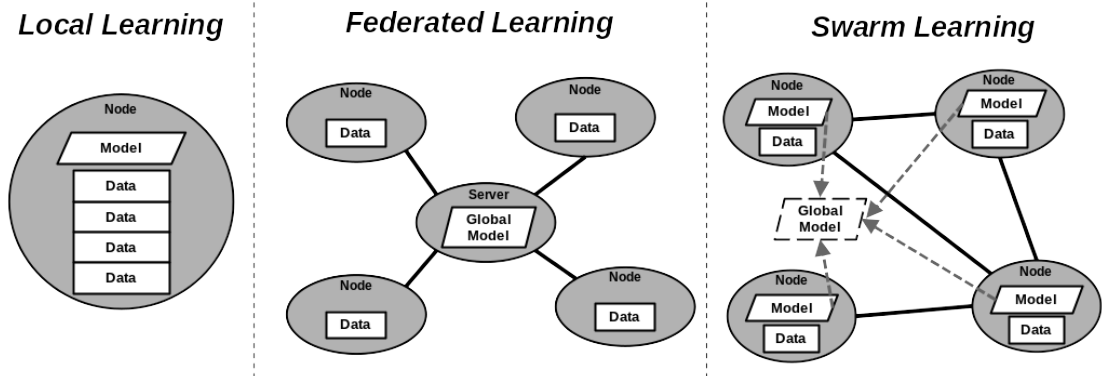 Local Learning
Node
Model
Data
Data
Data
Data
Federated Learning
Node
Data
Node
Data
Server
Global
Model
Node
Data
Node
Data
Swarm Learning
Node
Model
Data
Node
Model
Data
Global
Model
Node
Model
Data
Node
Model
Data